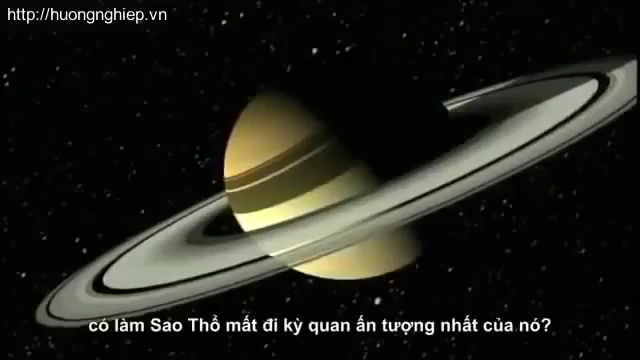 http://huongnghiep.vn
có làm Sao Thổ mất đi kỳ quan ấn tượng nhất của nó?